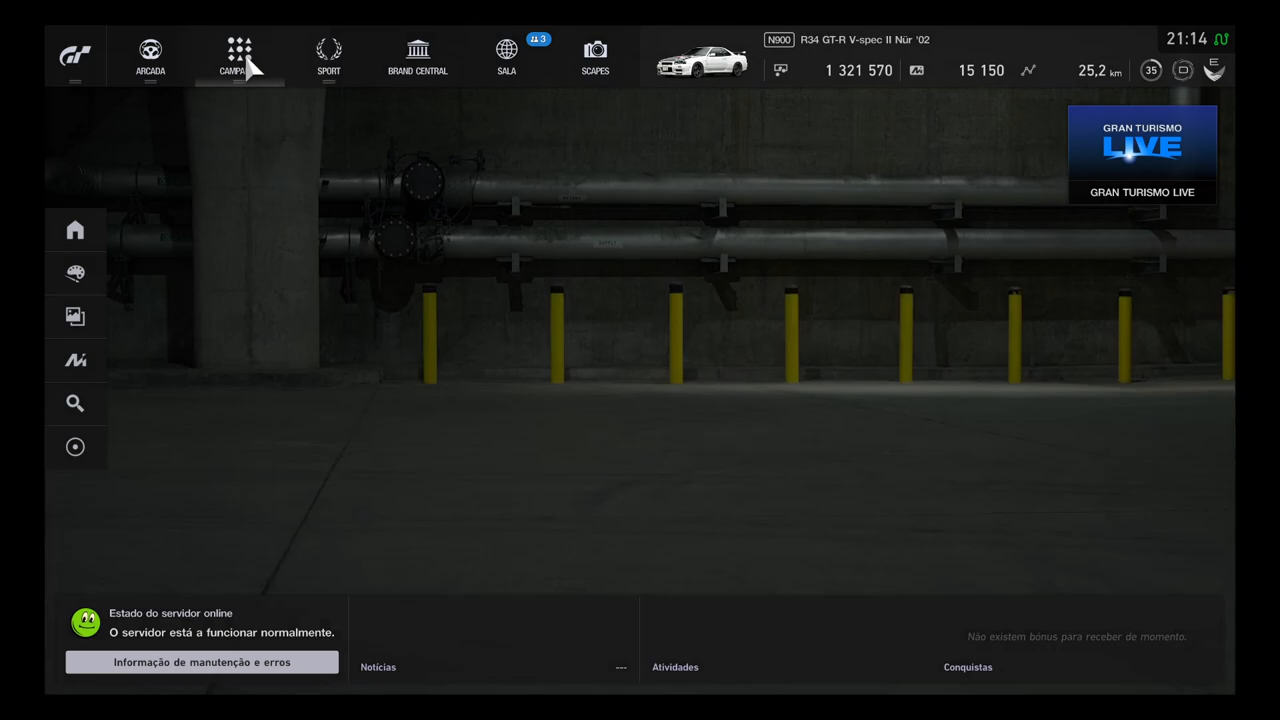 ARCADA
CAMPA
SPORT
BRAND CENTRAL
3
SALA
SCAPES
N900 R34 GT-R V-spec II Nür '02
1 321 570
15 150
25,2 km
35
E
21:14
GRAN TURISMO
LIVE
GRAN TURISMO LIVE
SUPPLY
Estado do servidor online
O servidor está a funcionar normalmente.
Informação de manutenção e erros
Notícias
---
Atividades
Não existem bónus para receber de momento.
Conquistas